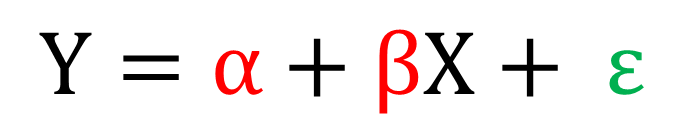 Y = α + βX + ε